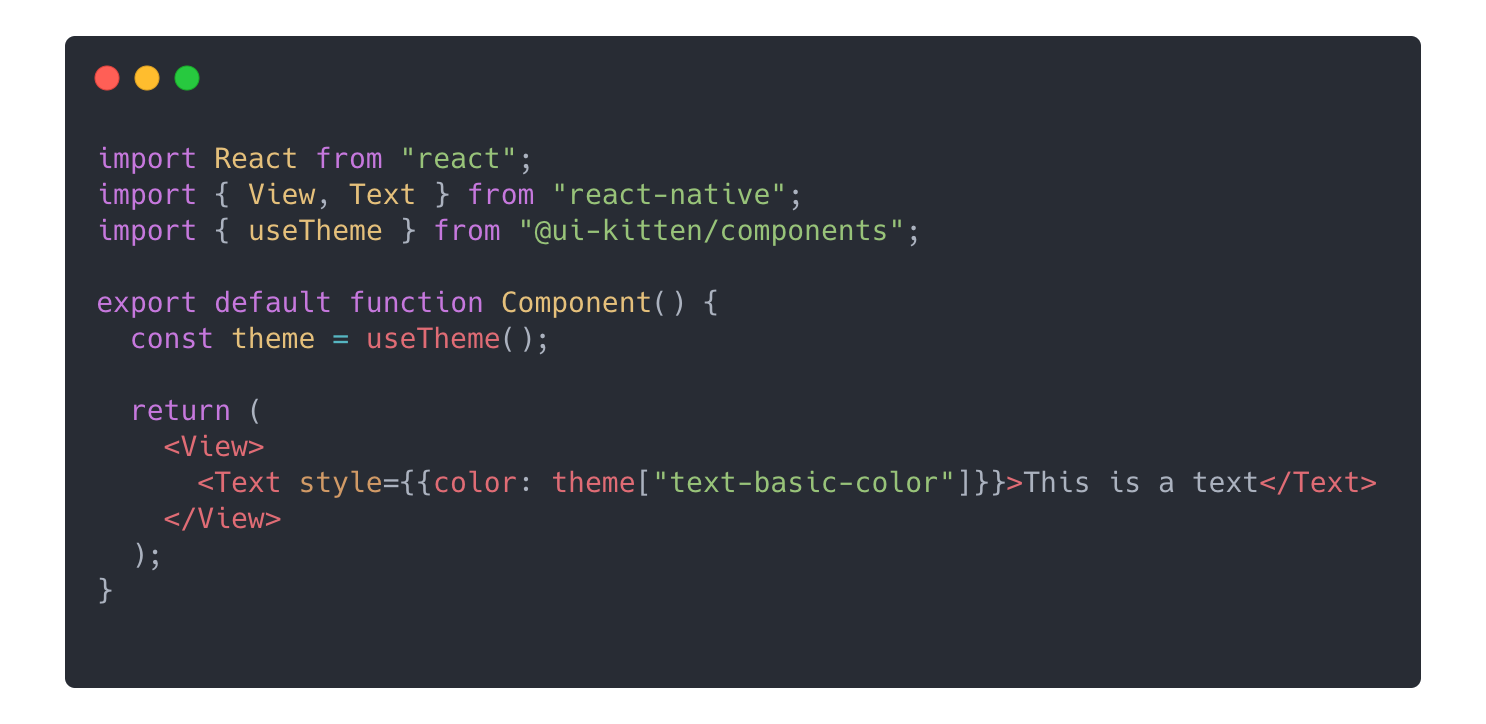 import React from "react";
import { View, Text } from "react-native";
import { useTheme } from "@ui-kitten/components";

export default function Component() {
  const theme = useTheme();

  return (
    <View>
      <Text style={{color: theme["text-basic-color"]}}>This is a text</Text>
    </View>
  );
}